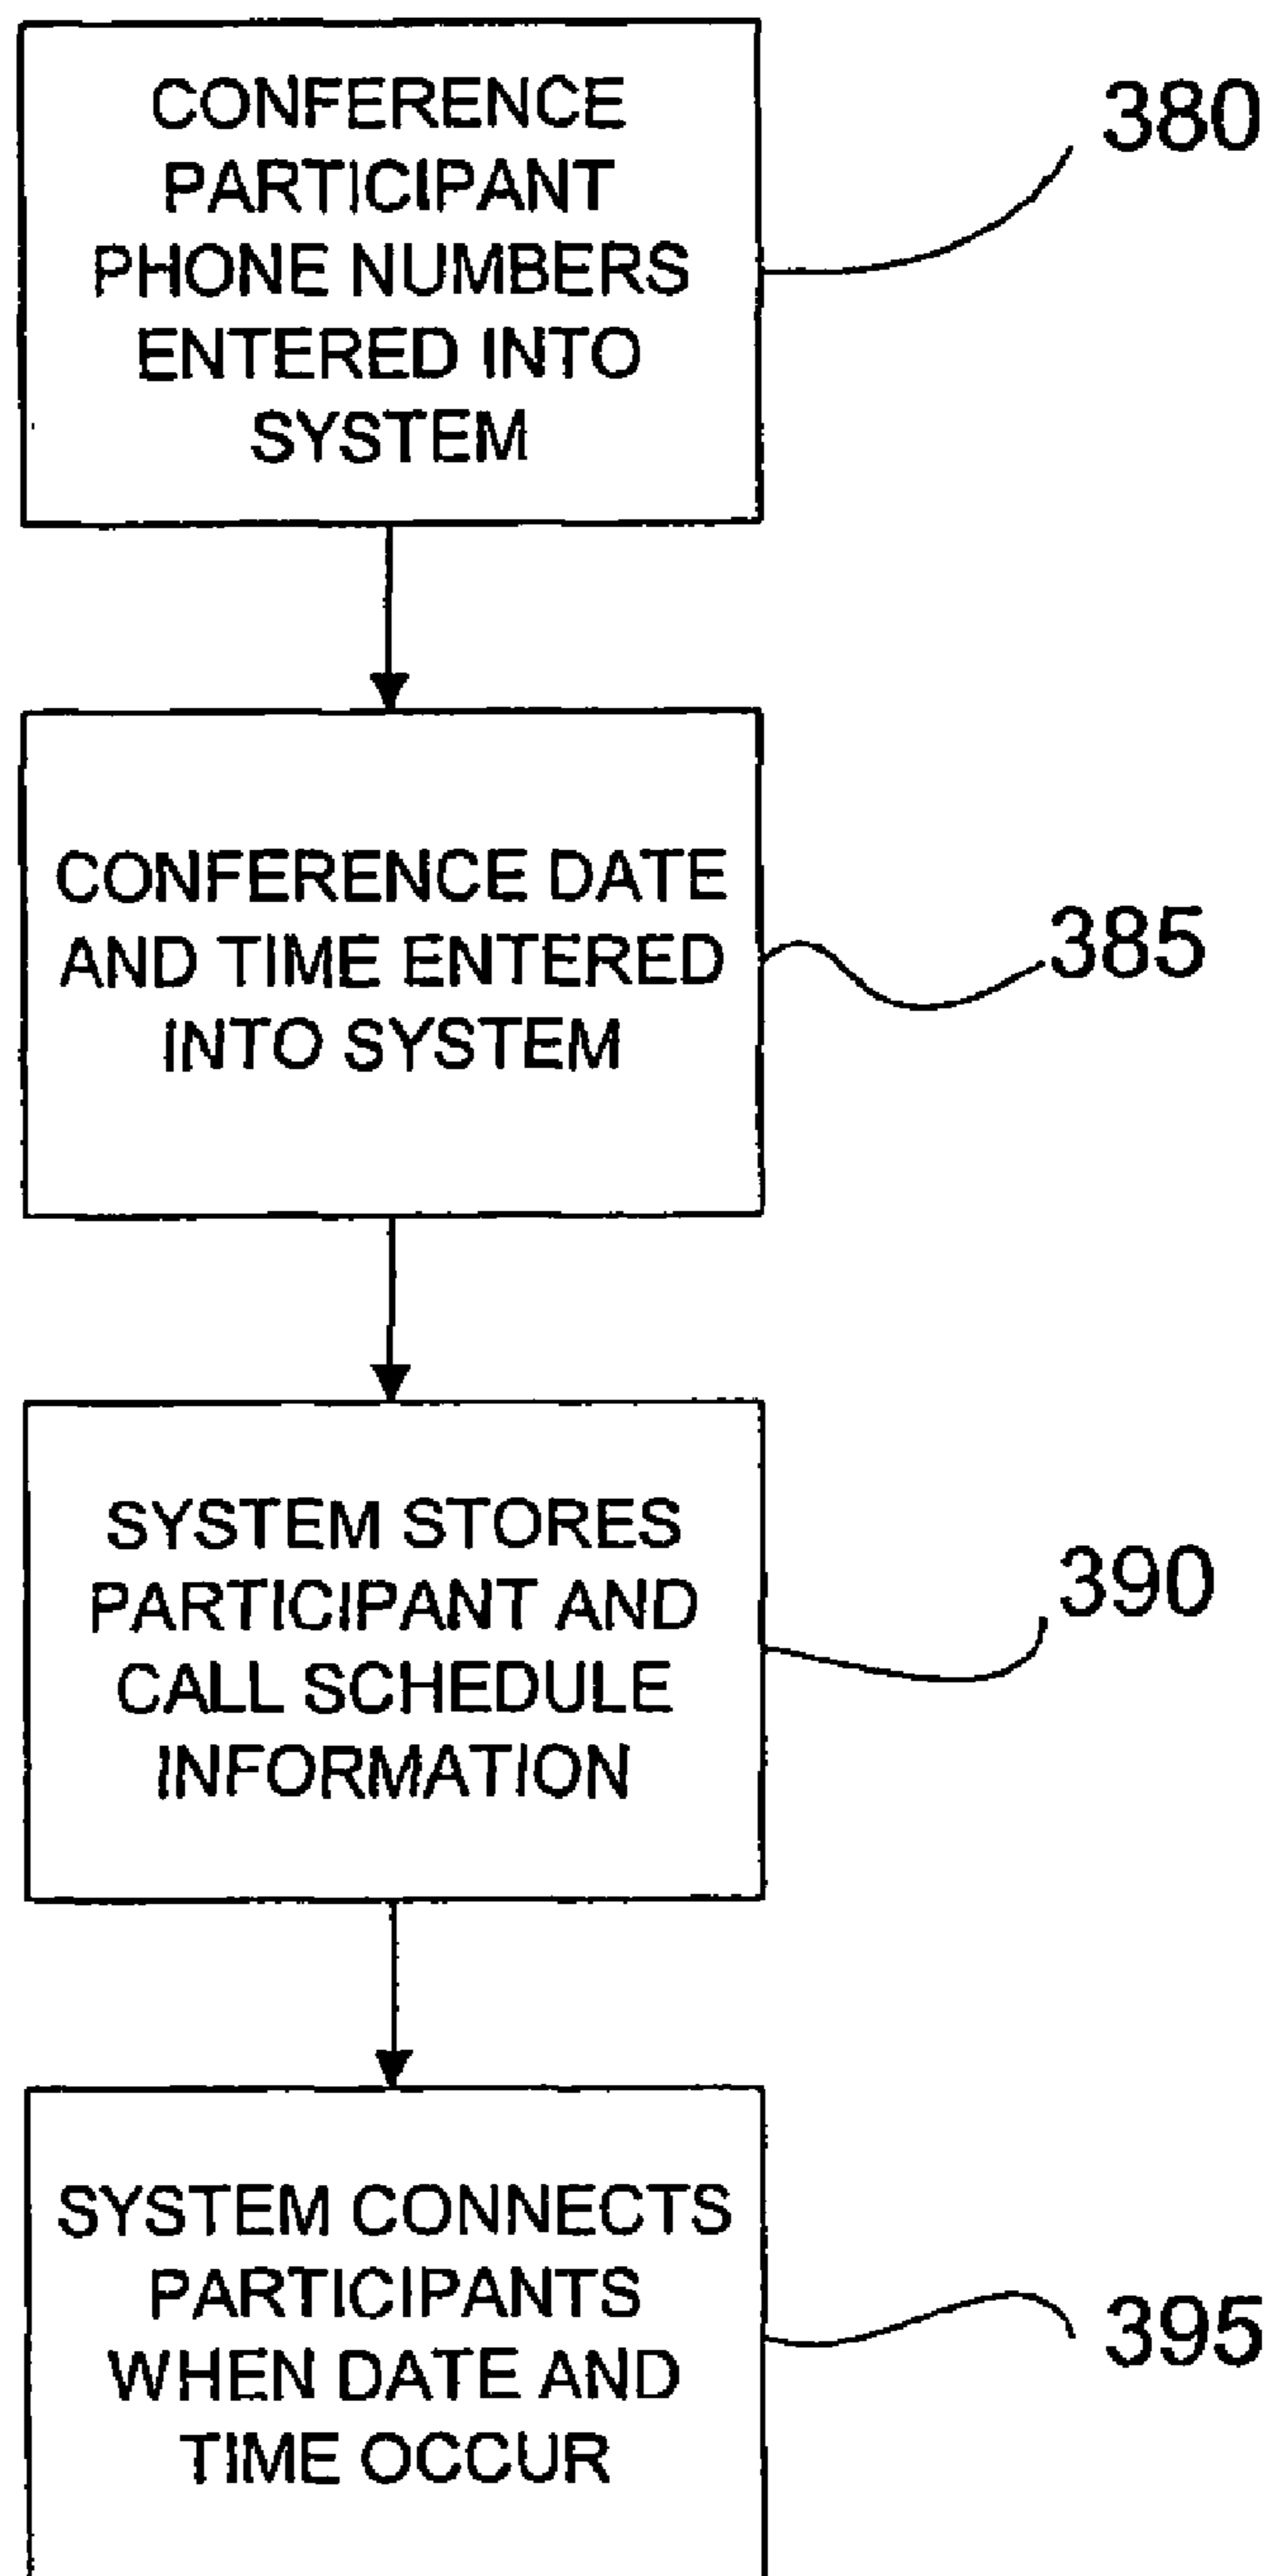 CONFERENCE
PARTICIPANT
PHONE NUMBERS
ENTERED INTO
SYSTEM
380
CONFERENCE DATE
AND TIME ENTERED
INTO SYSTEM
385
SYSTEM STORES
PARTICIPANT AND
CALL SCHEDULE
INFORMATION
390
SYSTEM CONNECTS
PARTICIPANTS
WHEN DATE AND
TIME OCCUR
395